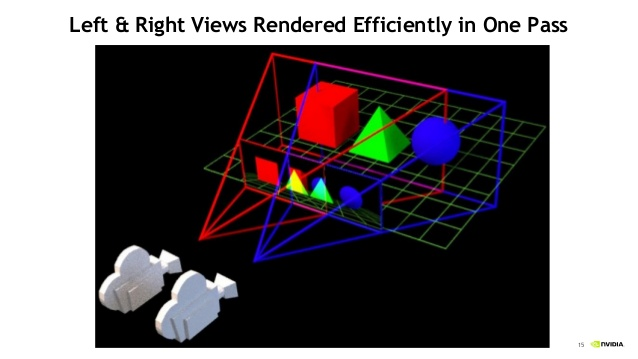 Left & Right Views Rendered Efficiently in One Pass
15 NVIDIA